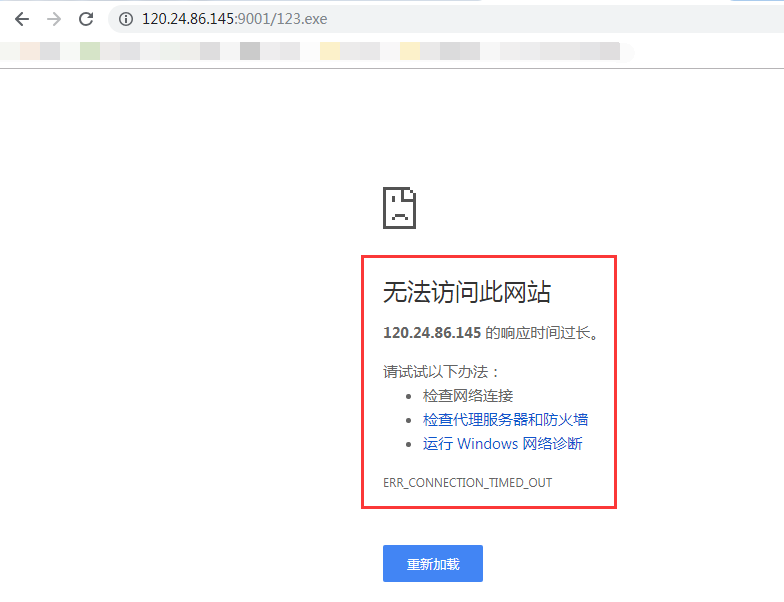 120.24.86.145:9001/123.exe
无法访问此网站
120.24.86.145 的响应时间过长。
请试试以下办法：
检查网络连接
检查代理服务器和防火墙
运行 Windows 网络诊断
ERR_CONNECTION_TIMED_OUT
重新加载